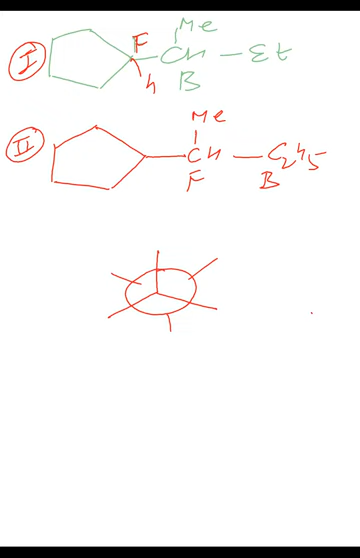 Me
F
I CH — Et
h B
Me
II CH — C2H5
F B